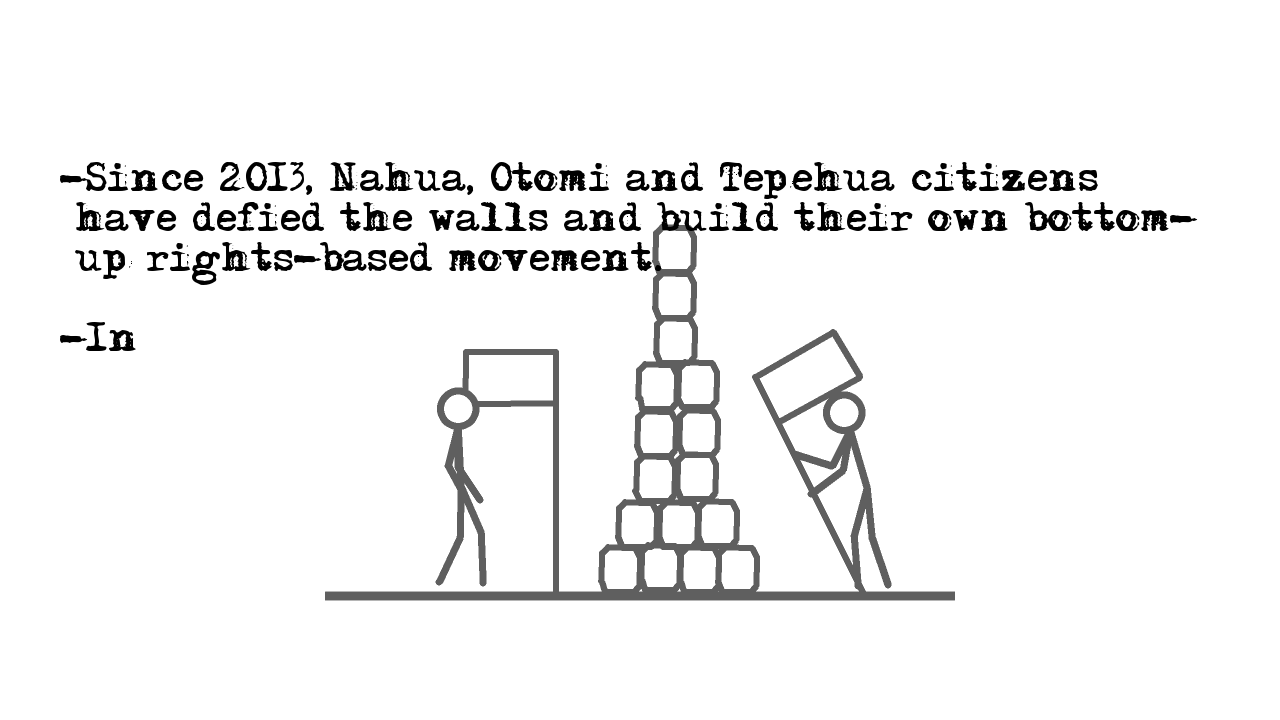 -Since 2013, Nahua, Otomi and Tepehua citizens
have defied the walls and build their own bottom-
up rights-based movement.
-In